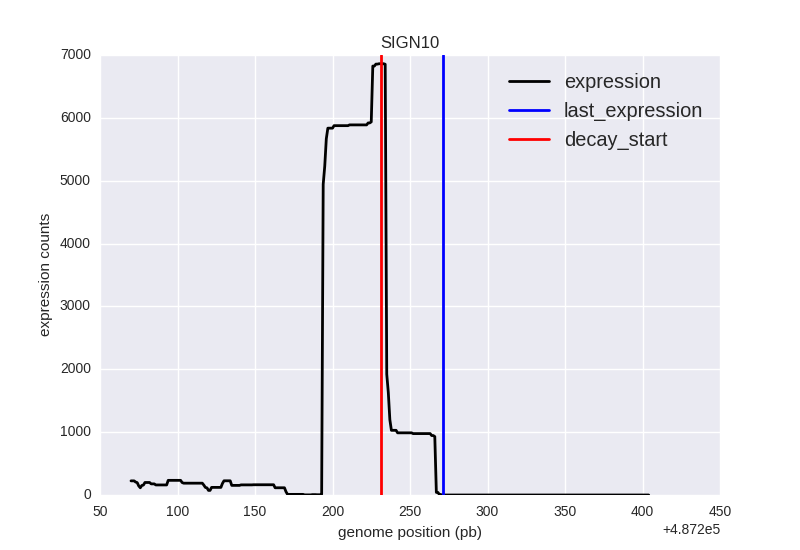 SIGN10
7000
6000
5000
4000
3000
2000
1000
0
expression counts
expression
last_expression
decay_start
50 100 150 200 250 300 350 400 450
genome position (pb)
+4.872e5